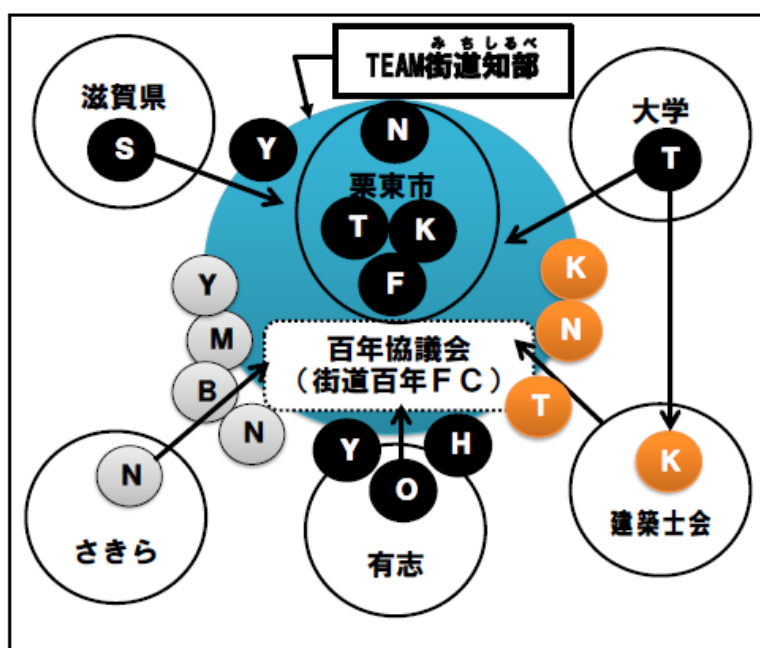 みちしるべ
TEAM街道知部
滋賀県
S
Y
N
栗東市
T
K
F
大学
T
K
N
T
Y
M
B
N
百年協議会
（街道百年ＦＣ）
N
さきら
Y
H
O
有志
K
建築士会